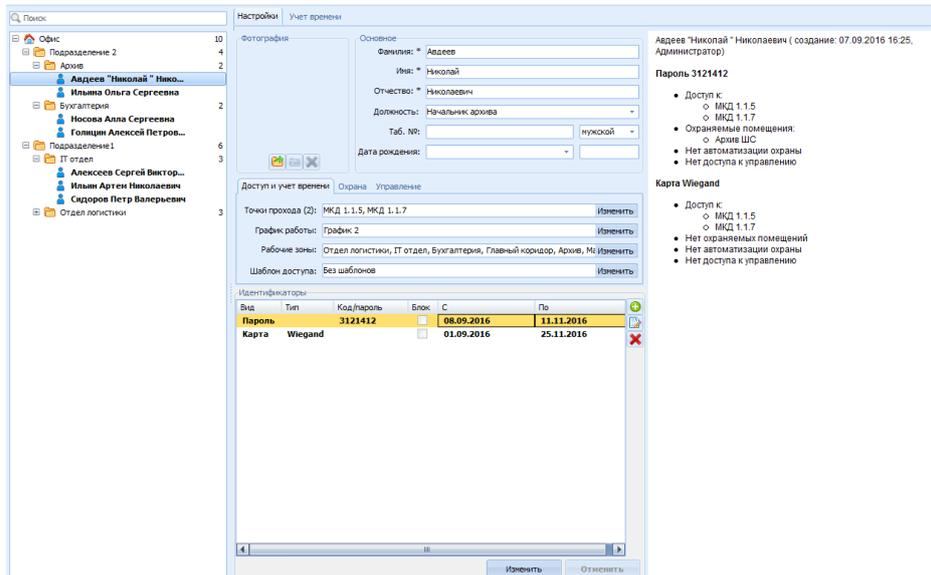 Поиск
Офис 10
Подразделение 2 4
Архив 2
Авдеев "Николай " Нико...
Ильина Ольга Сергеевна
Бухгалтерия 2
Носова Алла Сергеевна
Голицин Алексей Петров...
Подразделение1 6
IT отдел 3
Алексеев Сергей Виктор...
Ильин Артен Николаевич
Сидоров Петр Валерьевич
Отдел логистики 3
Настройки Учет времени
Фотография
Основное
Фамилия: * Авдеев
Имя: * Николай
Отчество: * Николаевич
Должность: Начальник архива
Таб. №: мужской
Дата рождения:
Доступ и учет времени Охрана Управление
Точки прохода (2): МКД 1.1.5, МКД 1.1.7 Изменить
График работы: График 2 Изменить
Рабочие зоны: Отдел логистики, IT отдел, Бухгалтерия, Главный коридор, Архив, Ма Изменить
Шаблон доступа: Без шаблонов Изменить
Идентификаторы
Вид Тип Код/пароль Блок С По
Пароль 3121412 08.09.2016 11.11.2016
Карта Wiegand 01.09.2016 25.11.2016
Изменить Отменить
Авдеев "Николай " Николаевич ( создание: 07.09.2016 16:25,
Администратор)
Пароль 3121412
Доступ к:
МКД 1.1.5
МКД 1.1.7
Охраняемые помещения:
Архив ШС
Нет автоматизации охраны
Нет доступа к управлению
Карта Wiegand
Доступ к:
МКД 1.1.5
МКД 1.1.7
Нет охраняемых помещений
Нет автоматизации охраны
Нет доступа к управлению